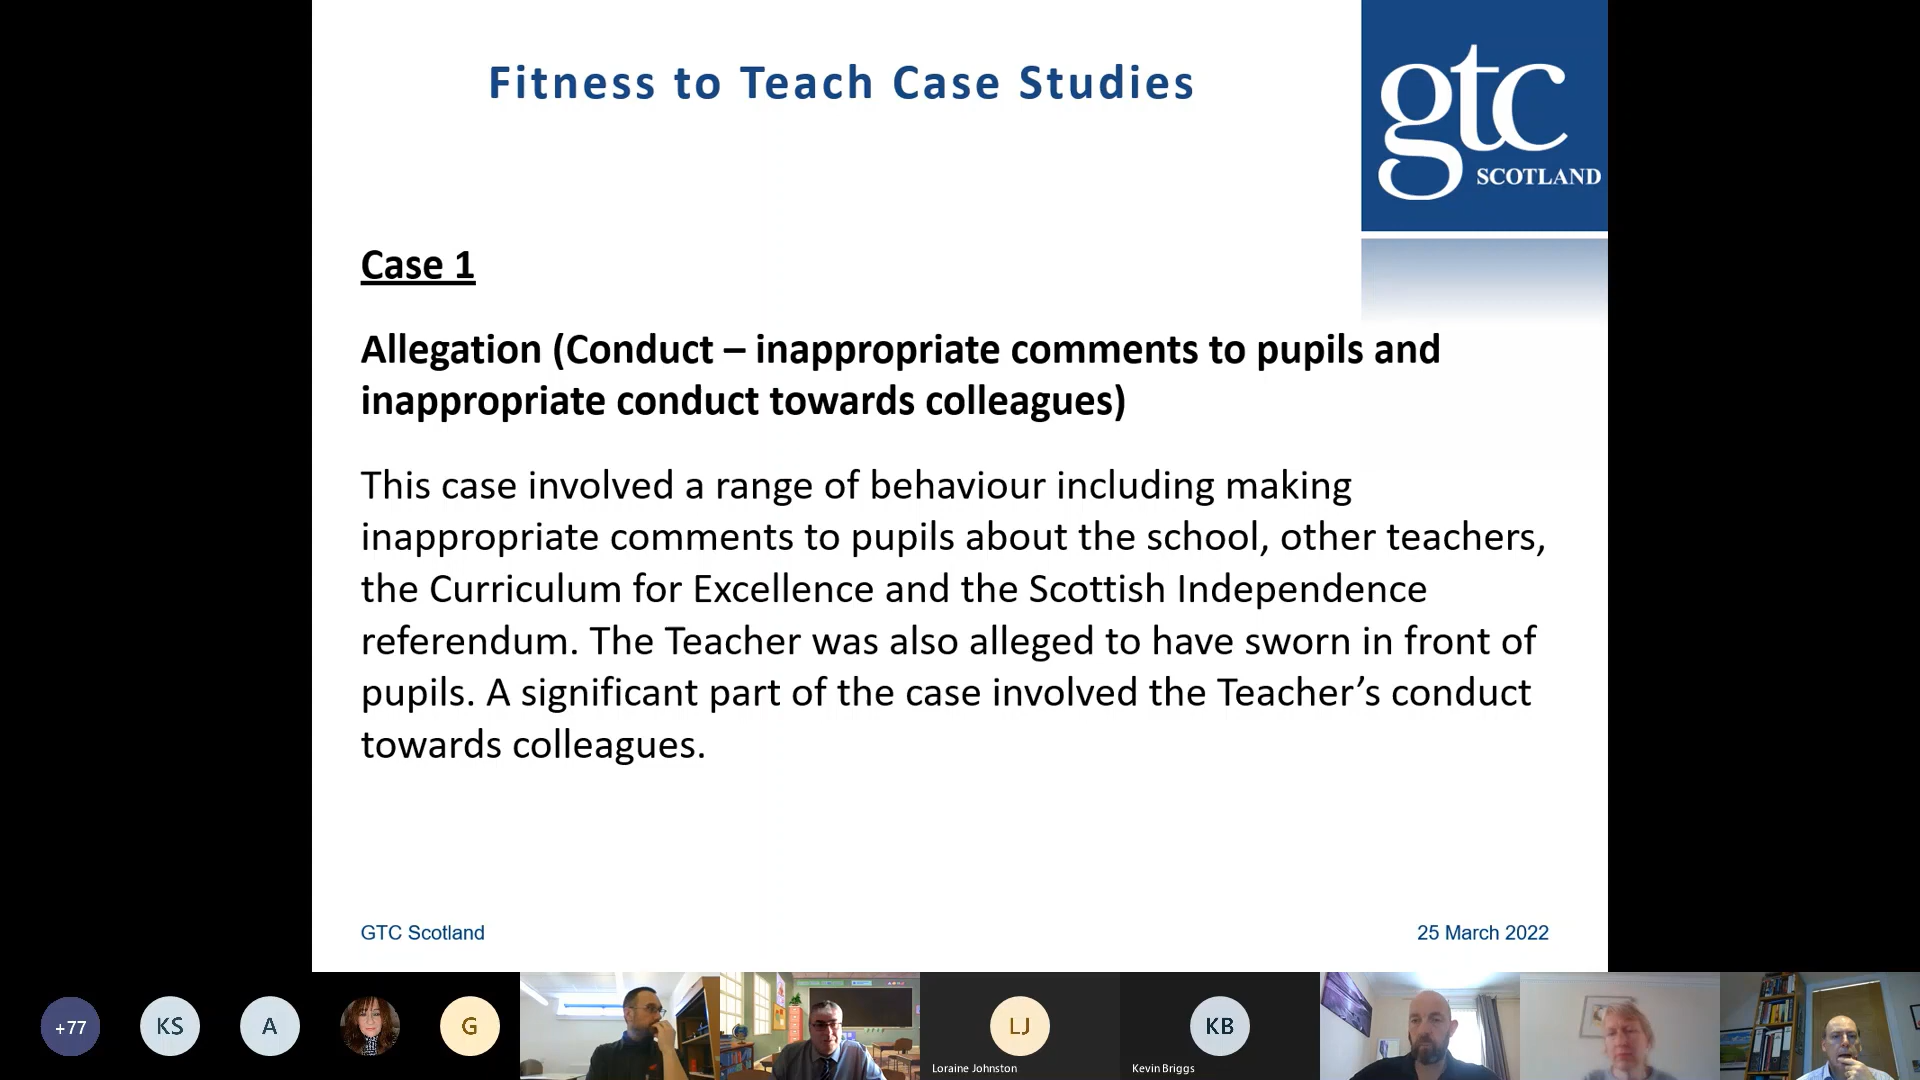 Fitness to Teach Case Studies
gtc
SCOTLAND
Case 1
Allegation (Conduct – inappropriate comments to pupils and
inappropriate conduct towards colleagues)
This case involved a range of behaviour including making
inappropriate comments to pupils about the school, other teachers,
the Curriculum for Excellence and the Scottish Independence
referendum. The Teacher was also alleged to have sworn in front of
pupils. A significant part of the case involved the Teacher’s conduct
towards colleagues.
GTC Scotland
25 March 2022
+77
KS
A
G
LJ
Loraine Johnston
KB
Kevin Briggs